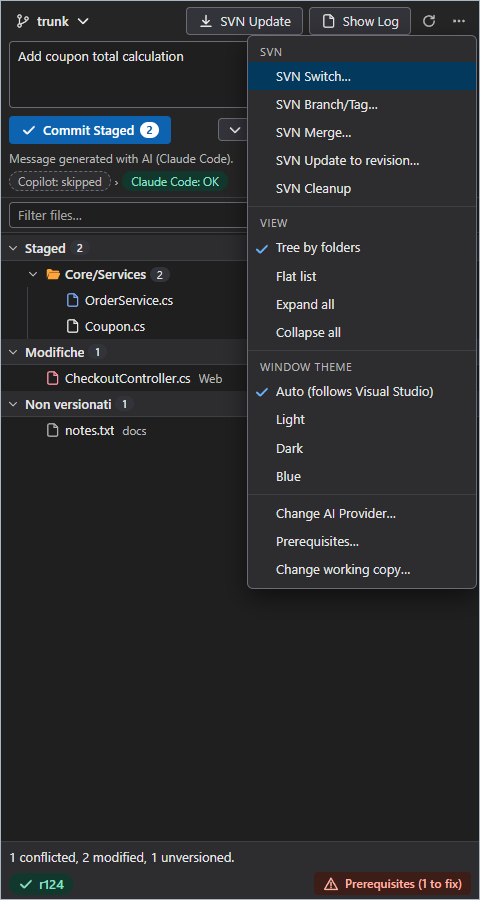 trunk
SVN Update
Show Log
Add coupon total calculation
Commit Staged 2
Message generated with AI (Claude Code).
Copilot: skipped › Claude Code: OK
Filter files...
Staged 2
Core/Services 2
OrderService.cs
Coupon.cs
Modifiche 1
CheckoutController.cs Web
Non versionati 1
notes.txt docs
SVN
SVN Switch...
SVN Branch/Tag...
SVN Merge...
SVN Update to revision...
SVN Cleanup
VIEW
Tree by folders
Flat list
Expand all
Collapse all
WINDOW THEME
Auto (follows Visual Studio)
Light
Dark
Blue
Change AI Provider...
Prerequisites...
Change working copy...
1 conflicted, 2 modified, 1 unversioned.
r124
Prerequisites (1 to fix)